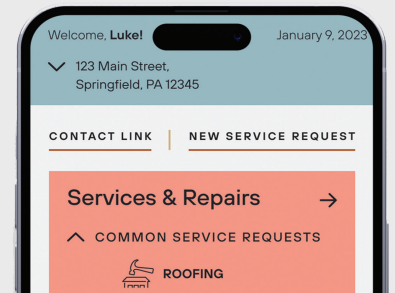 Welcome, Luke!
January 9, 2023
123 Main Street,
Springfield, PA 12345
CONTACT LINK
NEW SERVICE REQUEST
Services & Repairs
COMMON SERVICE REQUESTS
ROOFING